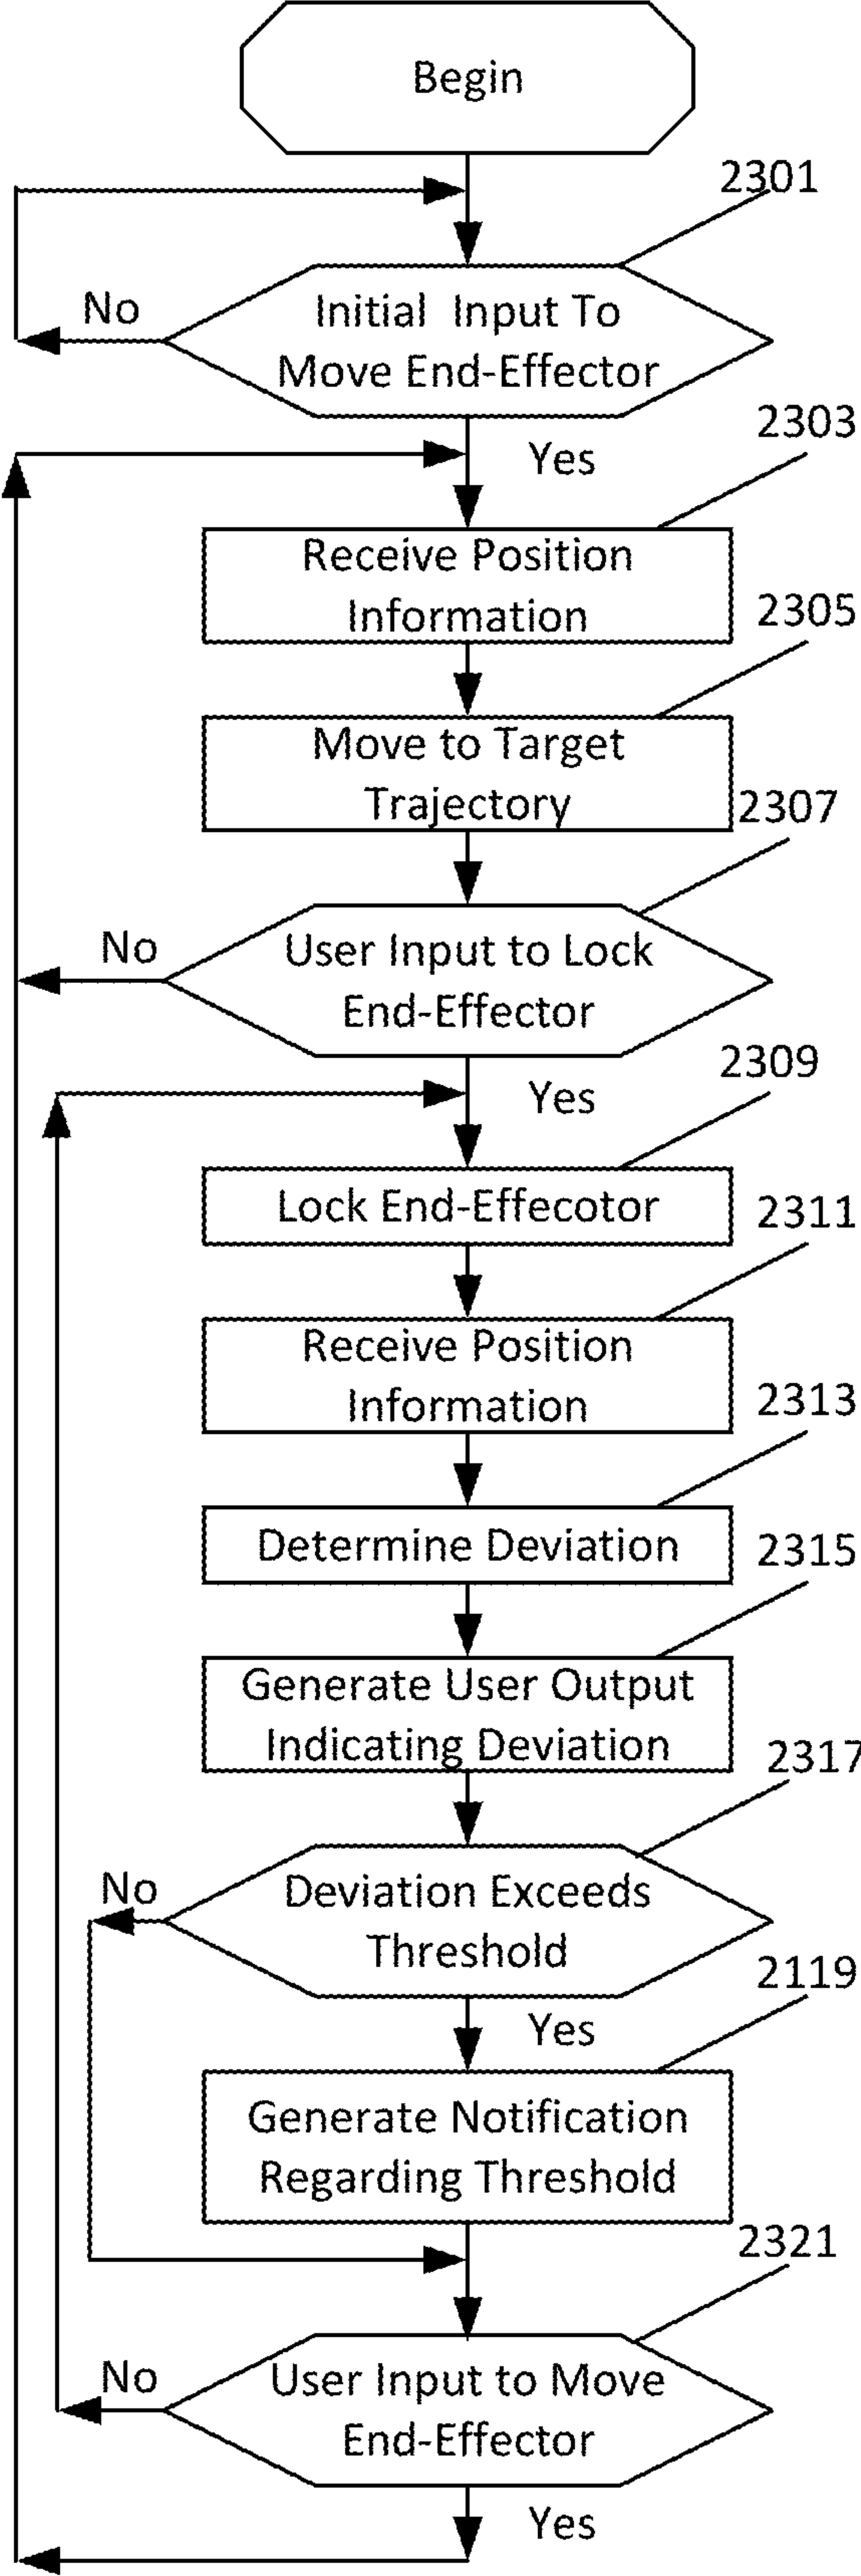 Begin
2301
No
Initial Input To
Move End-Effector
2303
Yes
Receive Position
Information
2305
Move to Target
Trajectory
2307
No
User Input to Lock
End-Effector
2309
Yes
Lock End-Effecotor
2311
Receive Position
Information
2313
Determine Deviation
2315
Generate User Output
Indicating Deviation
2317
No
Deviation Exceeds
Threshold
2119
Yes
Generate Notification
Regarding Threshold
2321
No
User Input to Move
End-Effector
Yes